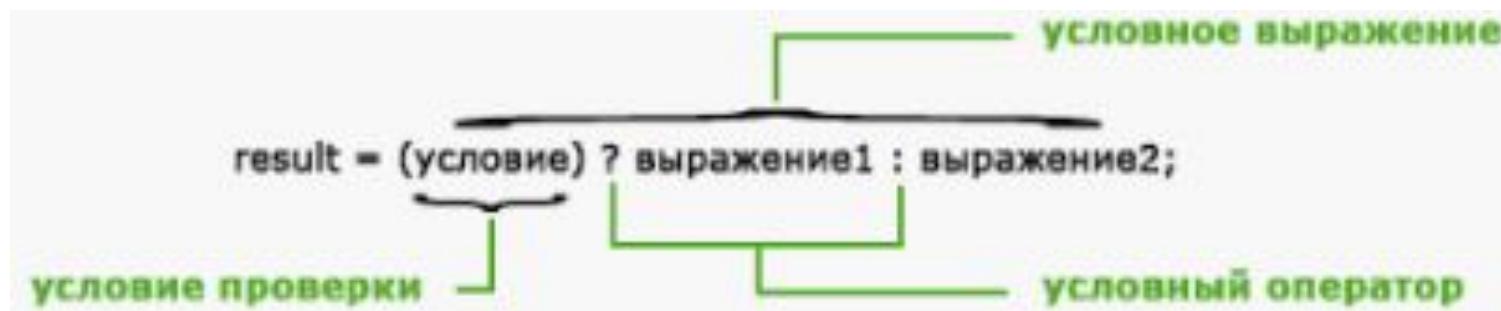 условное выражение
result = (условие) ? выражение1 : выражение2;
условие проверки
условный оператор